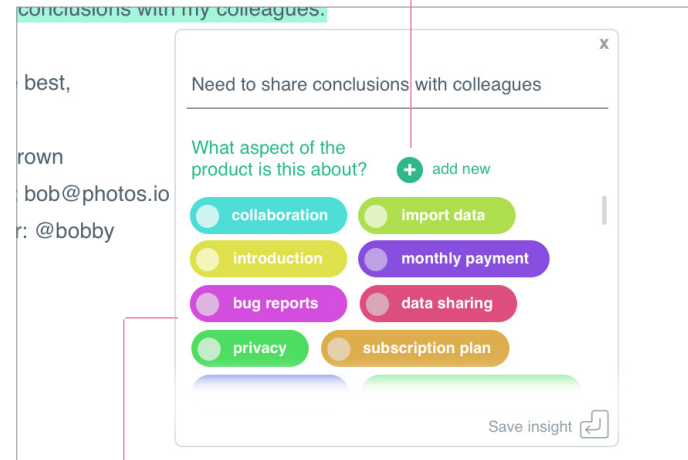 conclusions with my colleagues.
best,
rown
: bob@photos.io
r: @bobby
x
Need to share conclusions with colleagues
What aspect of the
product is this about?
add new
collaboration
import data
introduction
monthly payment
bug reports
data sharing
privacy
subscription plan
Save insight